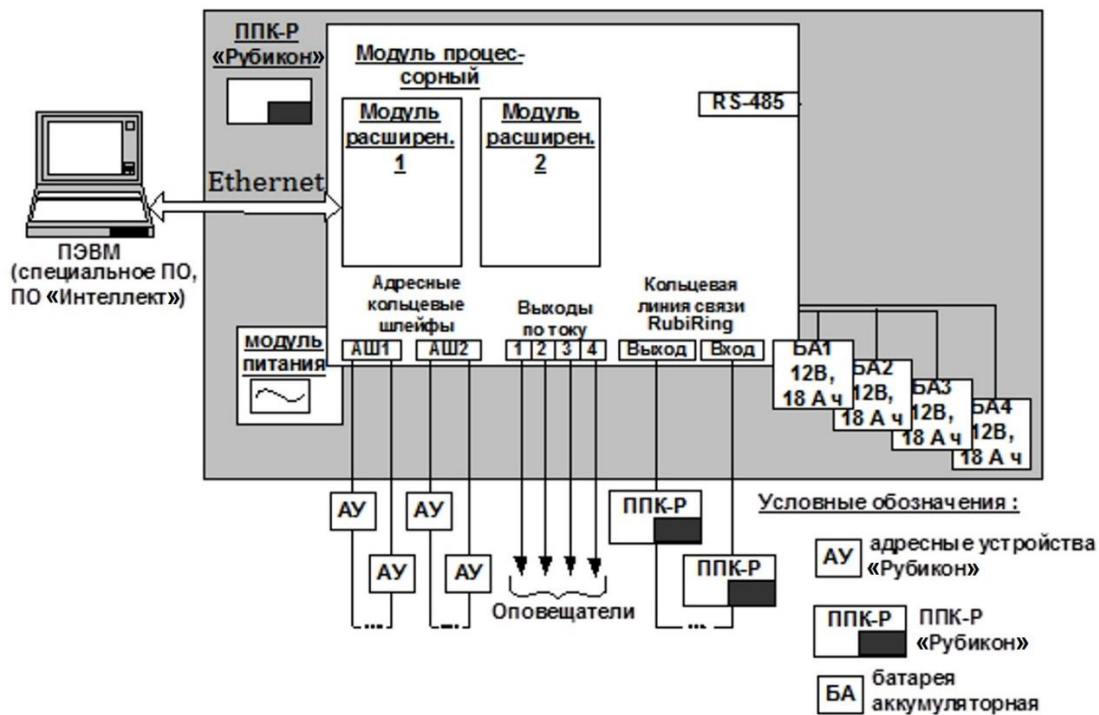 ППК-Р
«Рубикон»
Модуль процес-
сорный
RS-485
Модуль
расширен.
1
Модуль
расширен.
2
Ethernet
ПЭВМ
(специальное ПО,
ПО «Интеллект»)
Адресные
кольцевые
шлейфы
Выходы
по току
Кольцевая
линия связи
RubiRing
модуль
питания
АШ1
АШ2
1 2 3 4
Выход
Вход
БА1
12В,
18 А ч
БА2
12В,
18 А ч
БА3
12В,
18 А ч
БА4
12В,
18 А ч
АУ
АУ
АУ
АУ
Оповещатели
ППК-Р
ППК-Р
Условные обозначения :
АУ
адресные устройства
«Рубикон»
ППК-Р
ППК-Р
«Рубикон»
БА
батарея
аккумуляторная